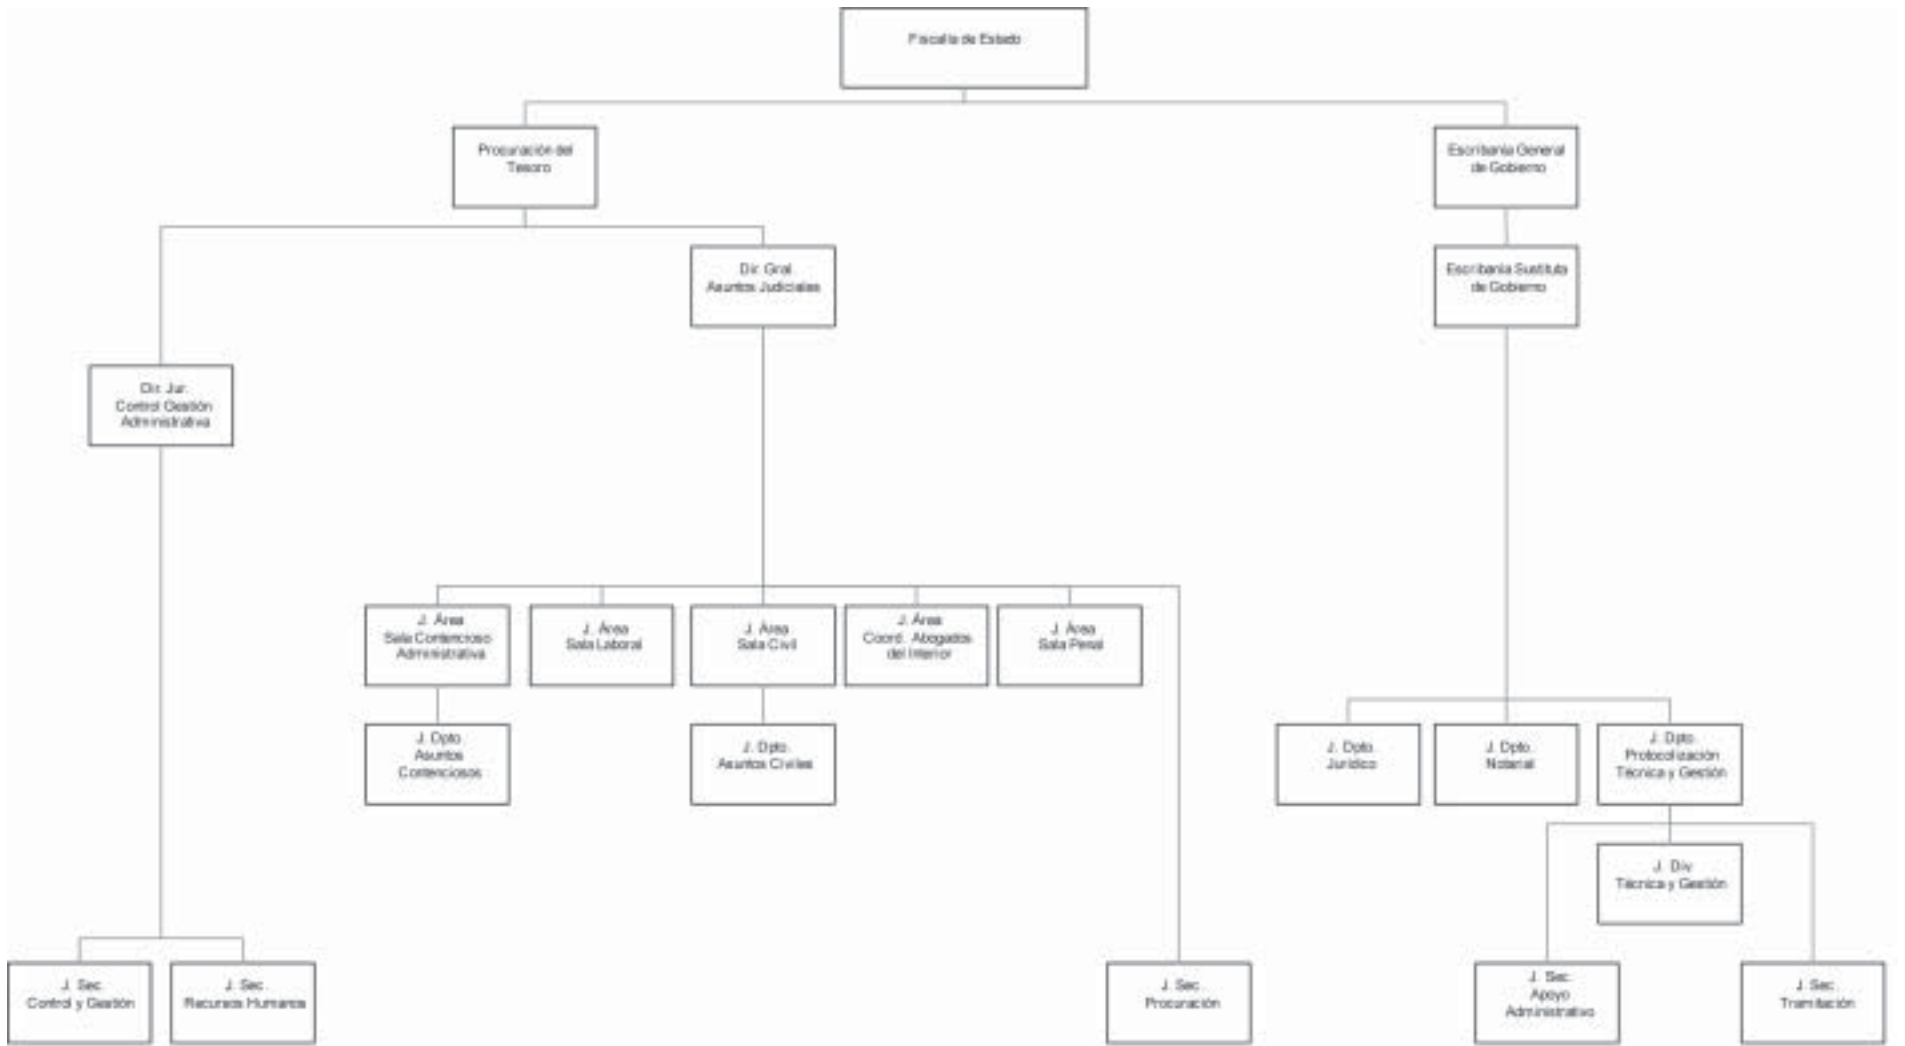 Fiscalía de Estado
Procuración del
Tesoro
Escribanía General
de Gobierno
Dir. Gral.
Asuntos Judiciales
Escribanía Sustituta
de Gobierno
Dir. Jur.
Control Gestión
Administrativa
J. Área
Sala Contencioso
Administrativa
J. Área
Sala Laboral
J. Área
Sala Civil
J. Área
Coord. Abogados
del Interior
J. Área
Sala Penal
J. Dpto.
Asuntos
Contenciosos
J. Dpto.
Asuntos Civiles
J. Dpto.
Jurídico
J. Dpto.
Notarial
J. Dpto.
Protocolización
Técnica y Gestión
J. Div.
Técnica y Gestión
J. Sec.
Control y Gestión
J. Sec.
Recursos Humanos
J. Sec.
Procuración
J. Sec.
Apoyo
Administrativo
J. Sec.
Tramitación